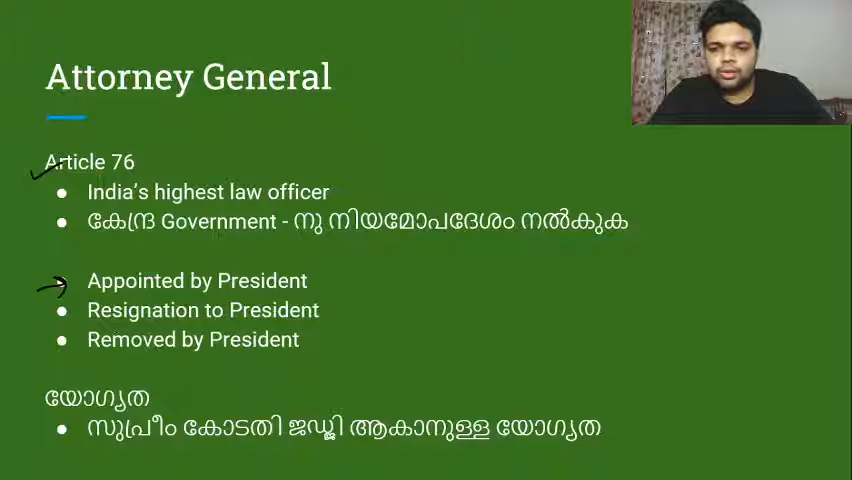 Attorney General
Article 76
India's highest law officer
കേന്ദ്ര Government - നു നിയമോപദേശം നൽകുക
Appointed by President
Resignation to President
Removed by President
യോഗ്യത
സുപ്രീം കോടതി ജഡ്ജി ആകാനുള്ള യോഗ്യത